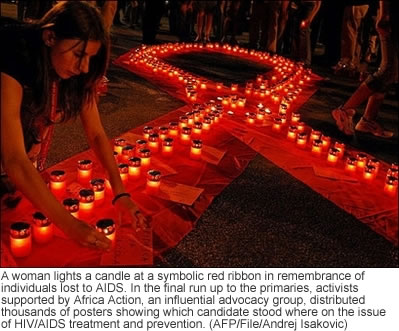 A woman lights a candle at a symbolic red ribbon in remembrance of
individuals lost to AIDS. In the final run up to the primaries, activists
supported by Africa Action, an influential advocacy group, distributed
thousands of posters showing which candidate stood where on the issue
of HIV/AIDS treatment and prevention. (AFP/File/Andrej Isakovic)